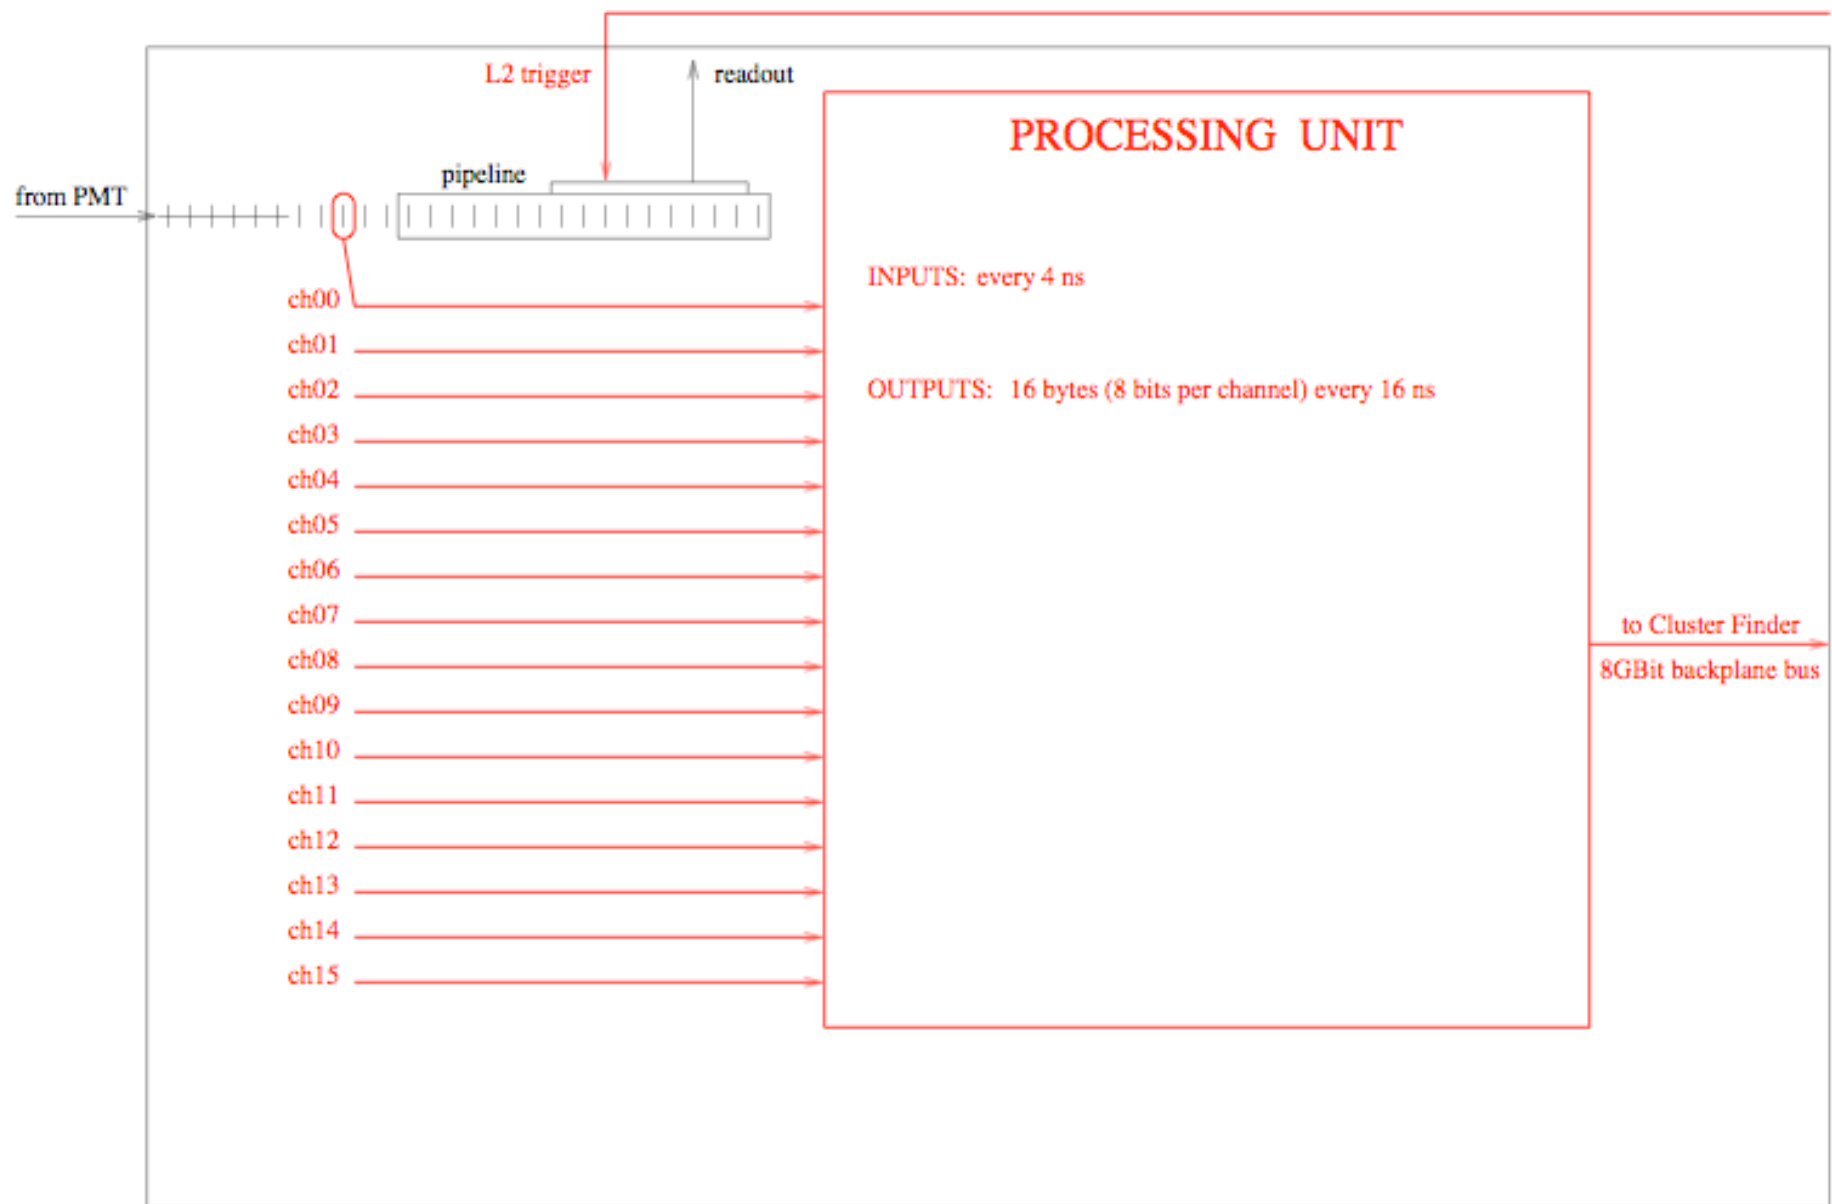 L2 trigger
readout
PROCESSING UNIT
pipeline
from PMT
INPUTS: every 4 ns
ch00
ch01
ch02
OUTPUTS: 16 bytes (8 bits per channel) every 16 ns
ch03
ch04
ch05
ch06
ch07
to Cluster Finder
ch08
8GBit backplane bus
ch09
ch10
ch11
ch12
ch13
ch14
ch15